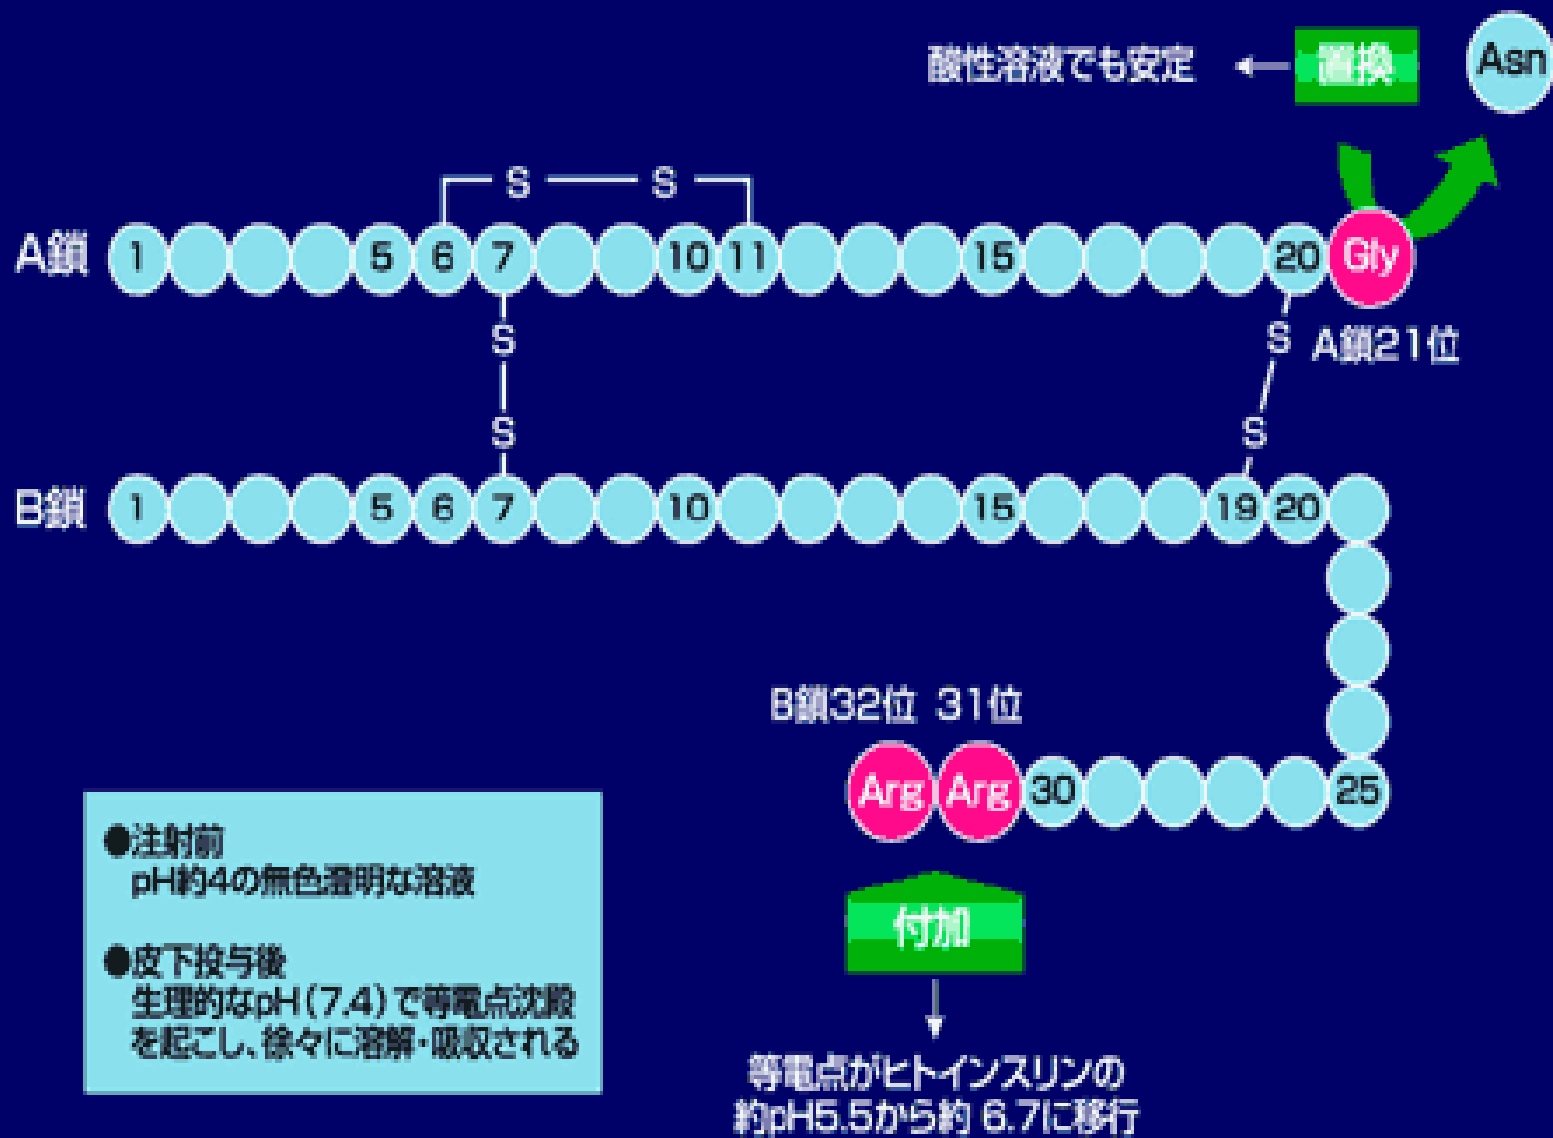 酸性溶液でも安定 ← 置換 Asn
S S
A鎖 1 5 6 7 10 11 15 20 Gly
S S A鎖21位
S S
B鎖 1 5 6 7 10 15 19 20
B鎖32位 31位
Arg Arg 30 25
●注射前
pH約4の無色澄明な溶液
●皮下投与後
生理的なpH(7.4)で等電点沈殿
を起こし、徐々に溶解・吸収される
付加
等電点がヒトインスリンの
約pH5.5から約 6.7に移行